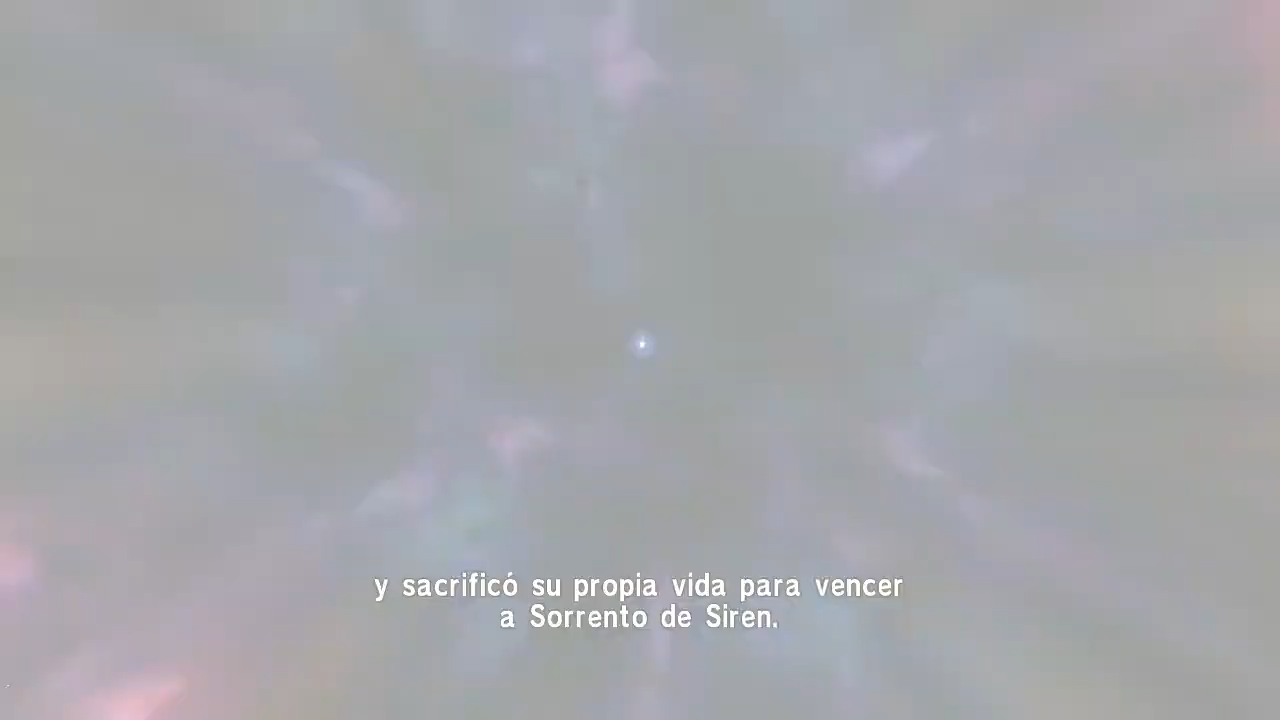 y sacrificó su propia vida para vencer
a Sorrento de Siren.